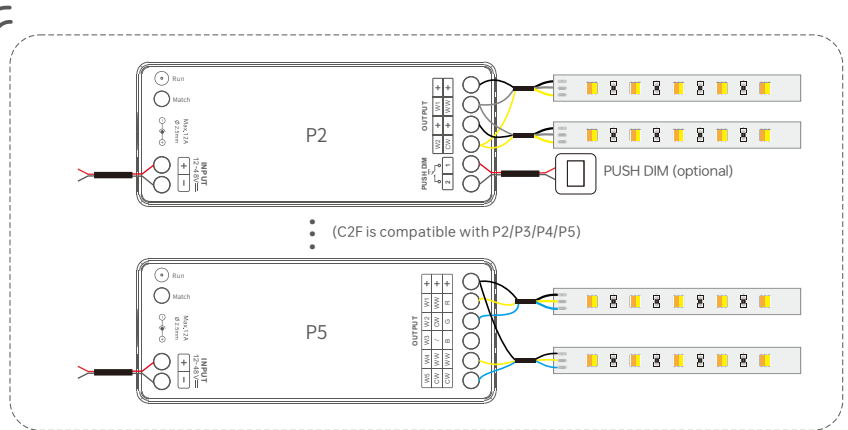 Run
Match
Max,12A
Ø 2.5mm
INPUT
12-48V
+
−
P2
OUTPUT
+ +
W1 WW
+ +
W2 CW
PUSH DIM
1
2
PUSH DIM (optional)
(C2F is compatible with P2/P3/P4/P5)
Run
Match
Max,12A
Ø 2.5mm
INPUT
12-48V
+
−
P5
OUTPUT
+ + +
W1 WW R
W2 CW G
W3 / B
W4 WW WW
W5 CW CW